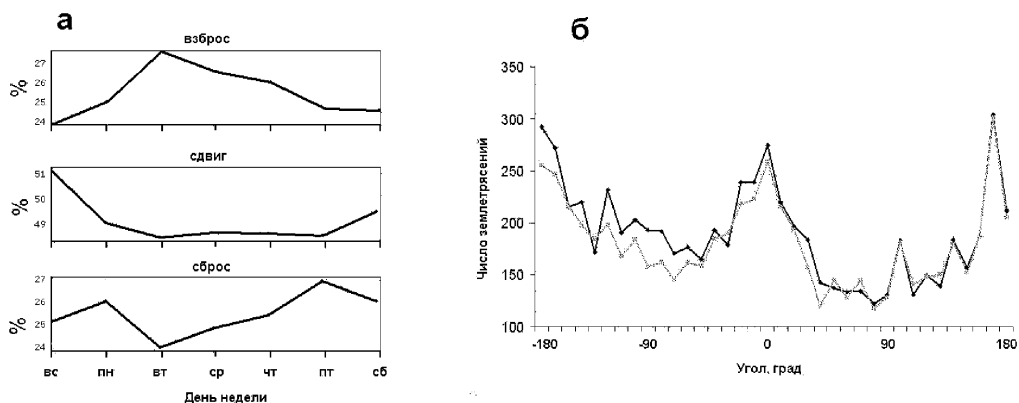 а
взброс
%
27
26
25
24
сдвиг
%
51
50
49
сброс
%
27
26
25
24
вс пн вт ср чт пт сб
День недели
б
Число землетрясений
350
300
250
200
150
100
-180 -90 0 90 180
Угол, град